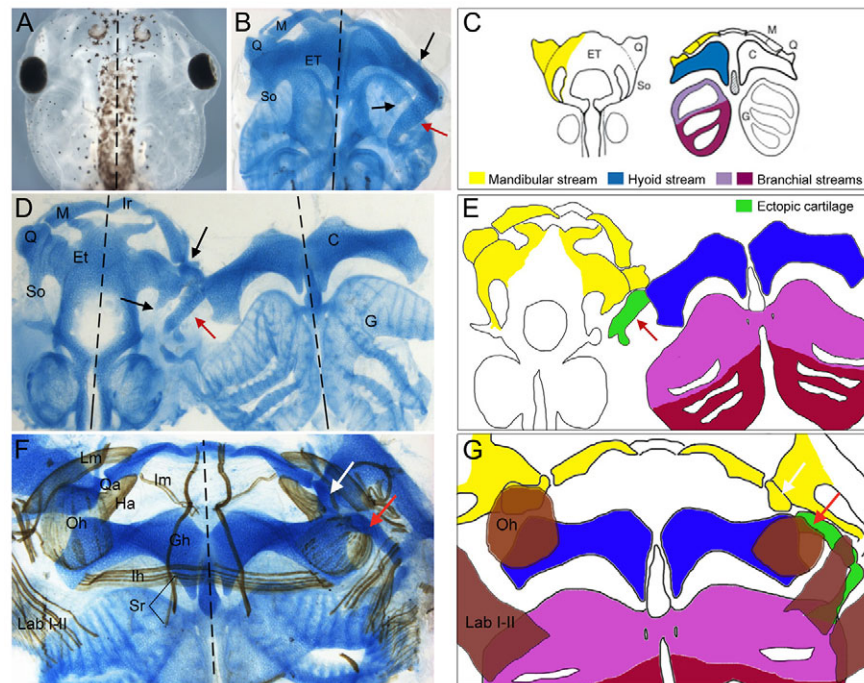 A
B
M
Q
ET
So
C
ET
Q
So
M
Q
C
G
Mandibular stream
Hyoid stream
Branchial streams
D
Ir
M
Q
Et
So
C
G
E
Ectopic cartilage
F
Lm
Qa
Ha
Im
Oh
Gh
Ih
Sr
Lab I-II
G
Oh
Lab I-II